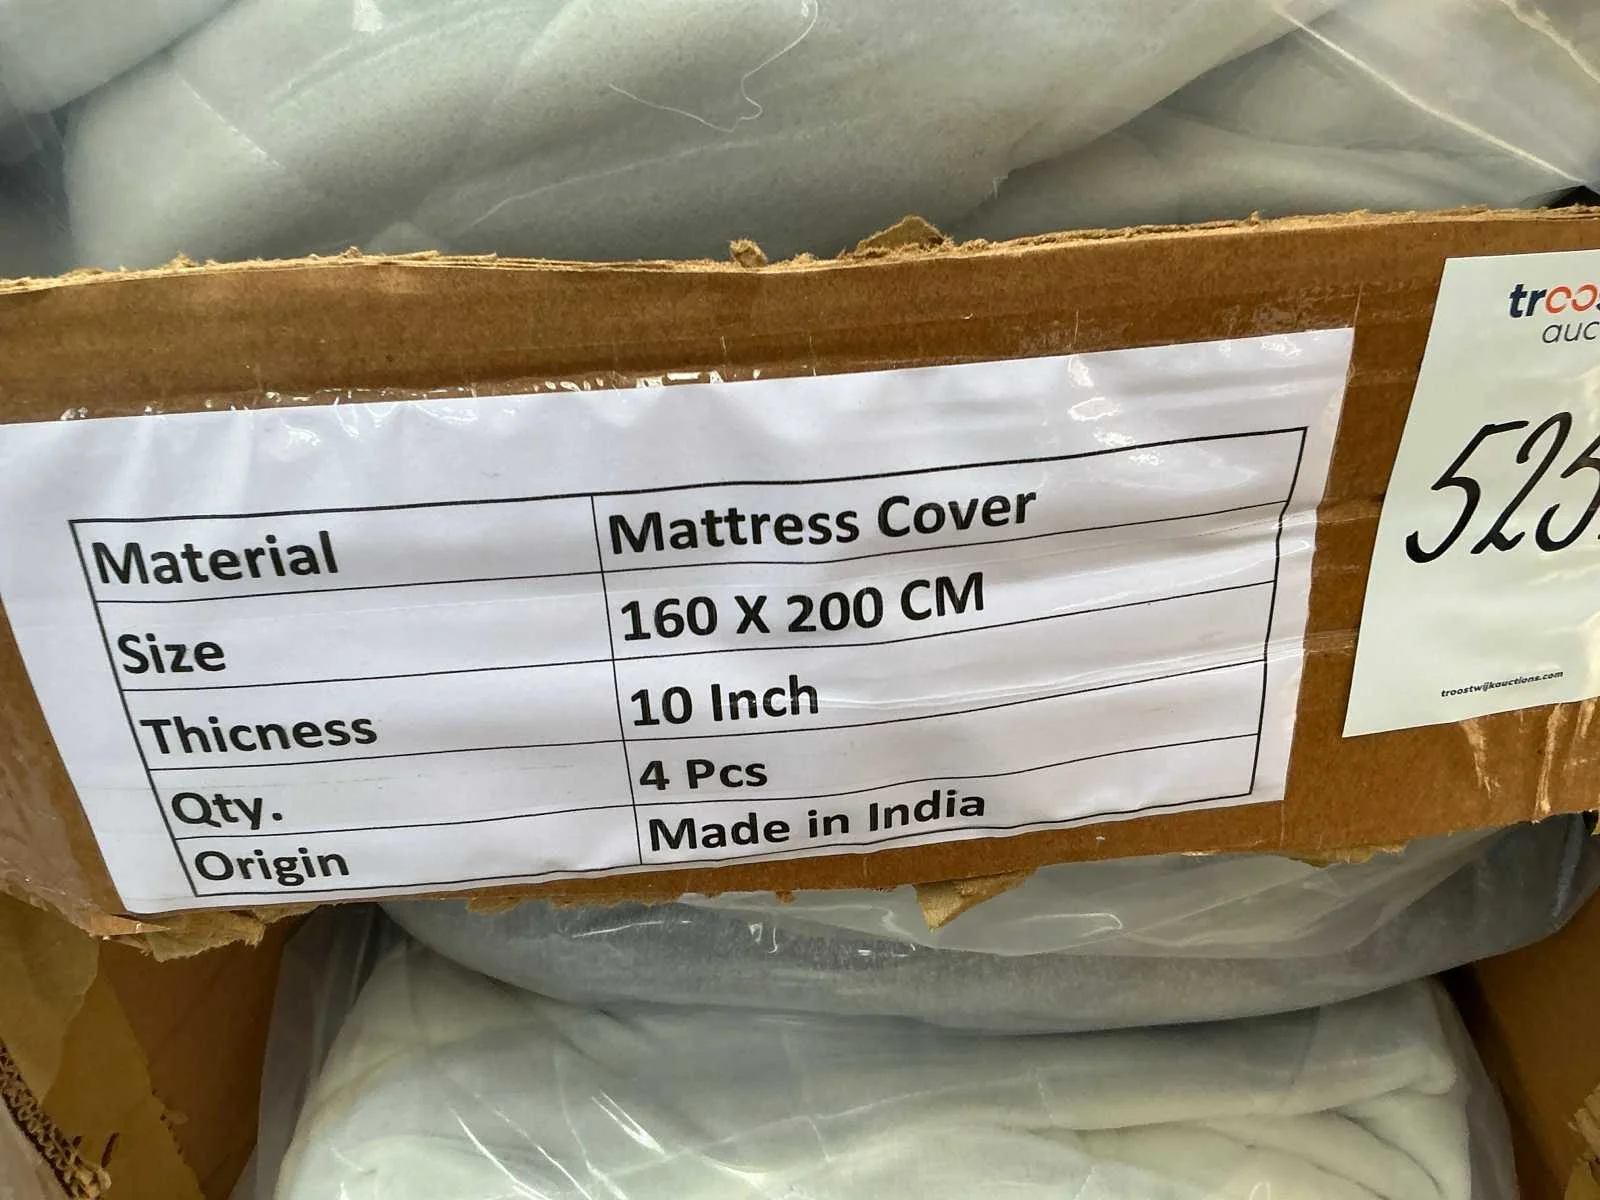 Material Mattress Cover
Size 160 X 200 CM
Thicness 10 Inch
Qty. 4 Pcs
Origin Made in India
troos
auc
525
troostwijkauctions.com